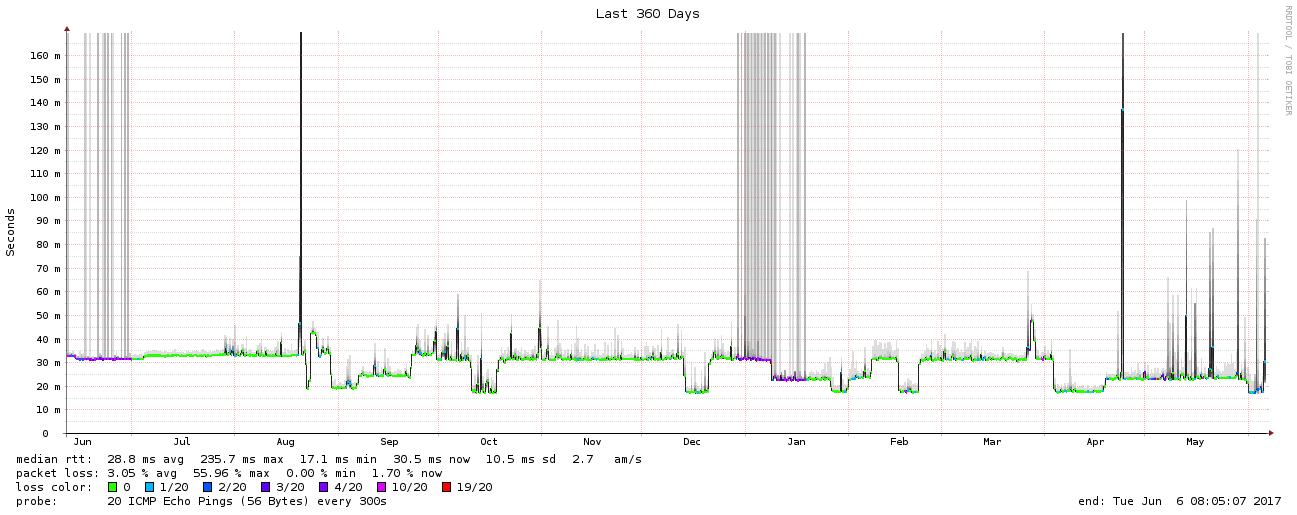 Last 360 Days
RRDTOOL / TOBI OETIKER
Seconds
160 m
150 m
140 m
130 m
120 m
110 m
100 m
90 m
80 m
70 m
60 m
50 m
40 m
30 m
20 m
10 m
0
Jun Jul Aug Sep Oct Nov Dec Jan Feb Mar Apr May
median rtt: 28.8 ms avg 235.7 ms max 17.1 ms min 30.5 ms now 10.5 ms sd 2.7 am/s
packet loss: 3.05 % avg 55.96 % max 0.00 % min 1.70 % now
loss color: 0 1/20 2/20 3/20 4/20 10/20 19/20
probe: 20 ICMP Echo Pings (56 Bytes) every 300s end: Tue Jun 6 08:05:07 2017